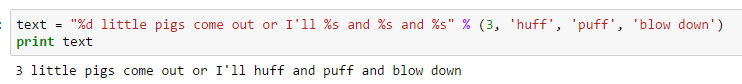 text = "%d little pigs come out or I'll %s and %s and %s" % (3, 'huff', 'puff', 'blow down')
print text
3 little pigs come out or I'll huff and puff and blow down